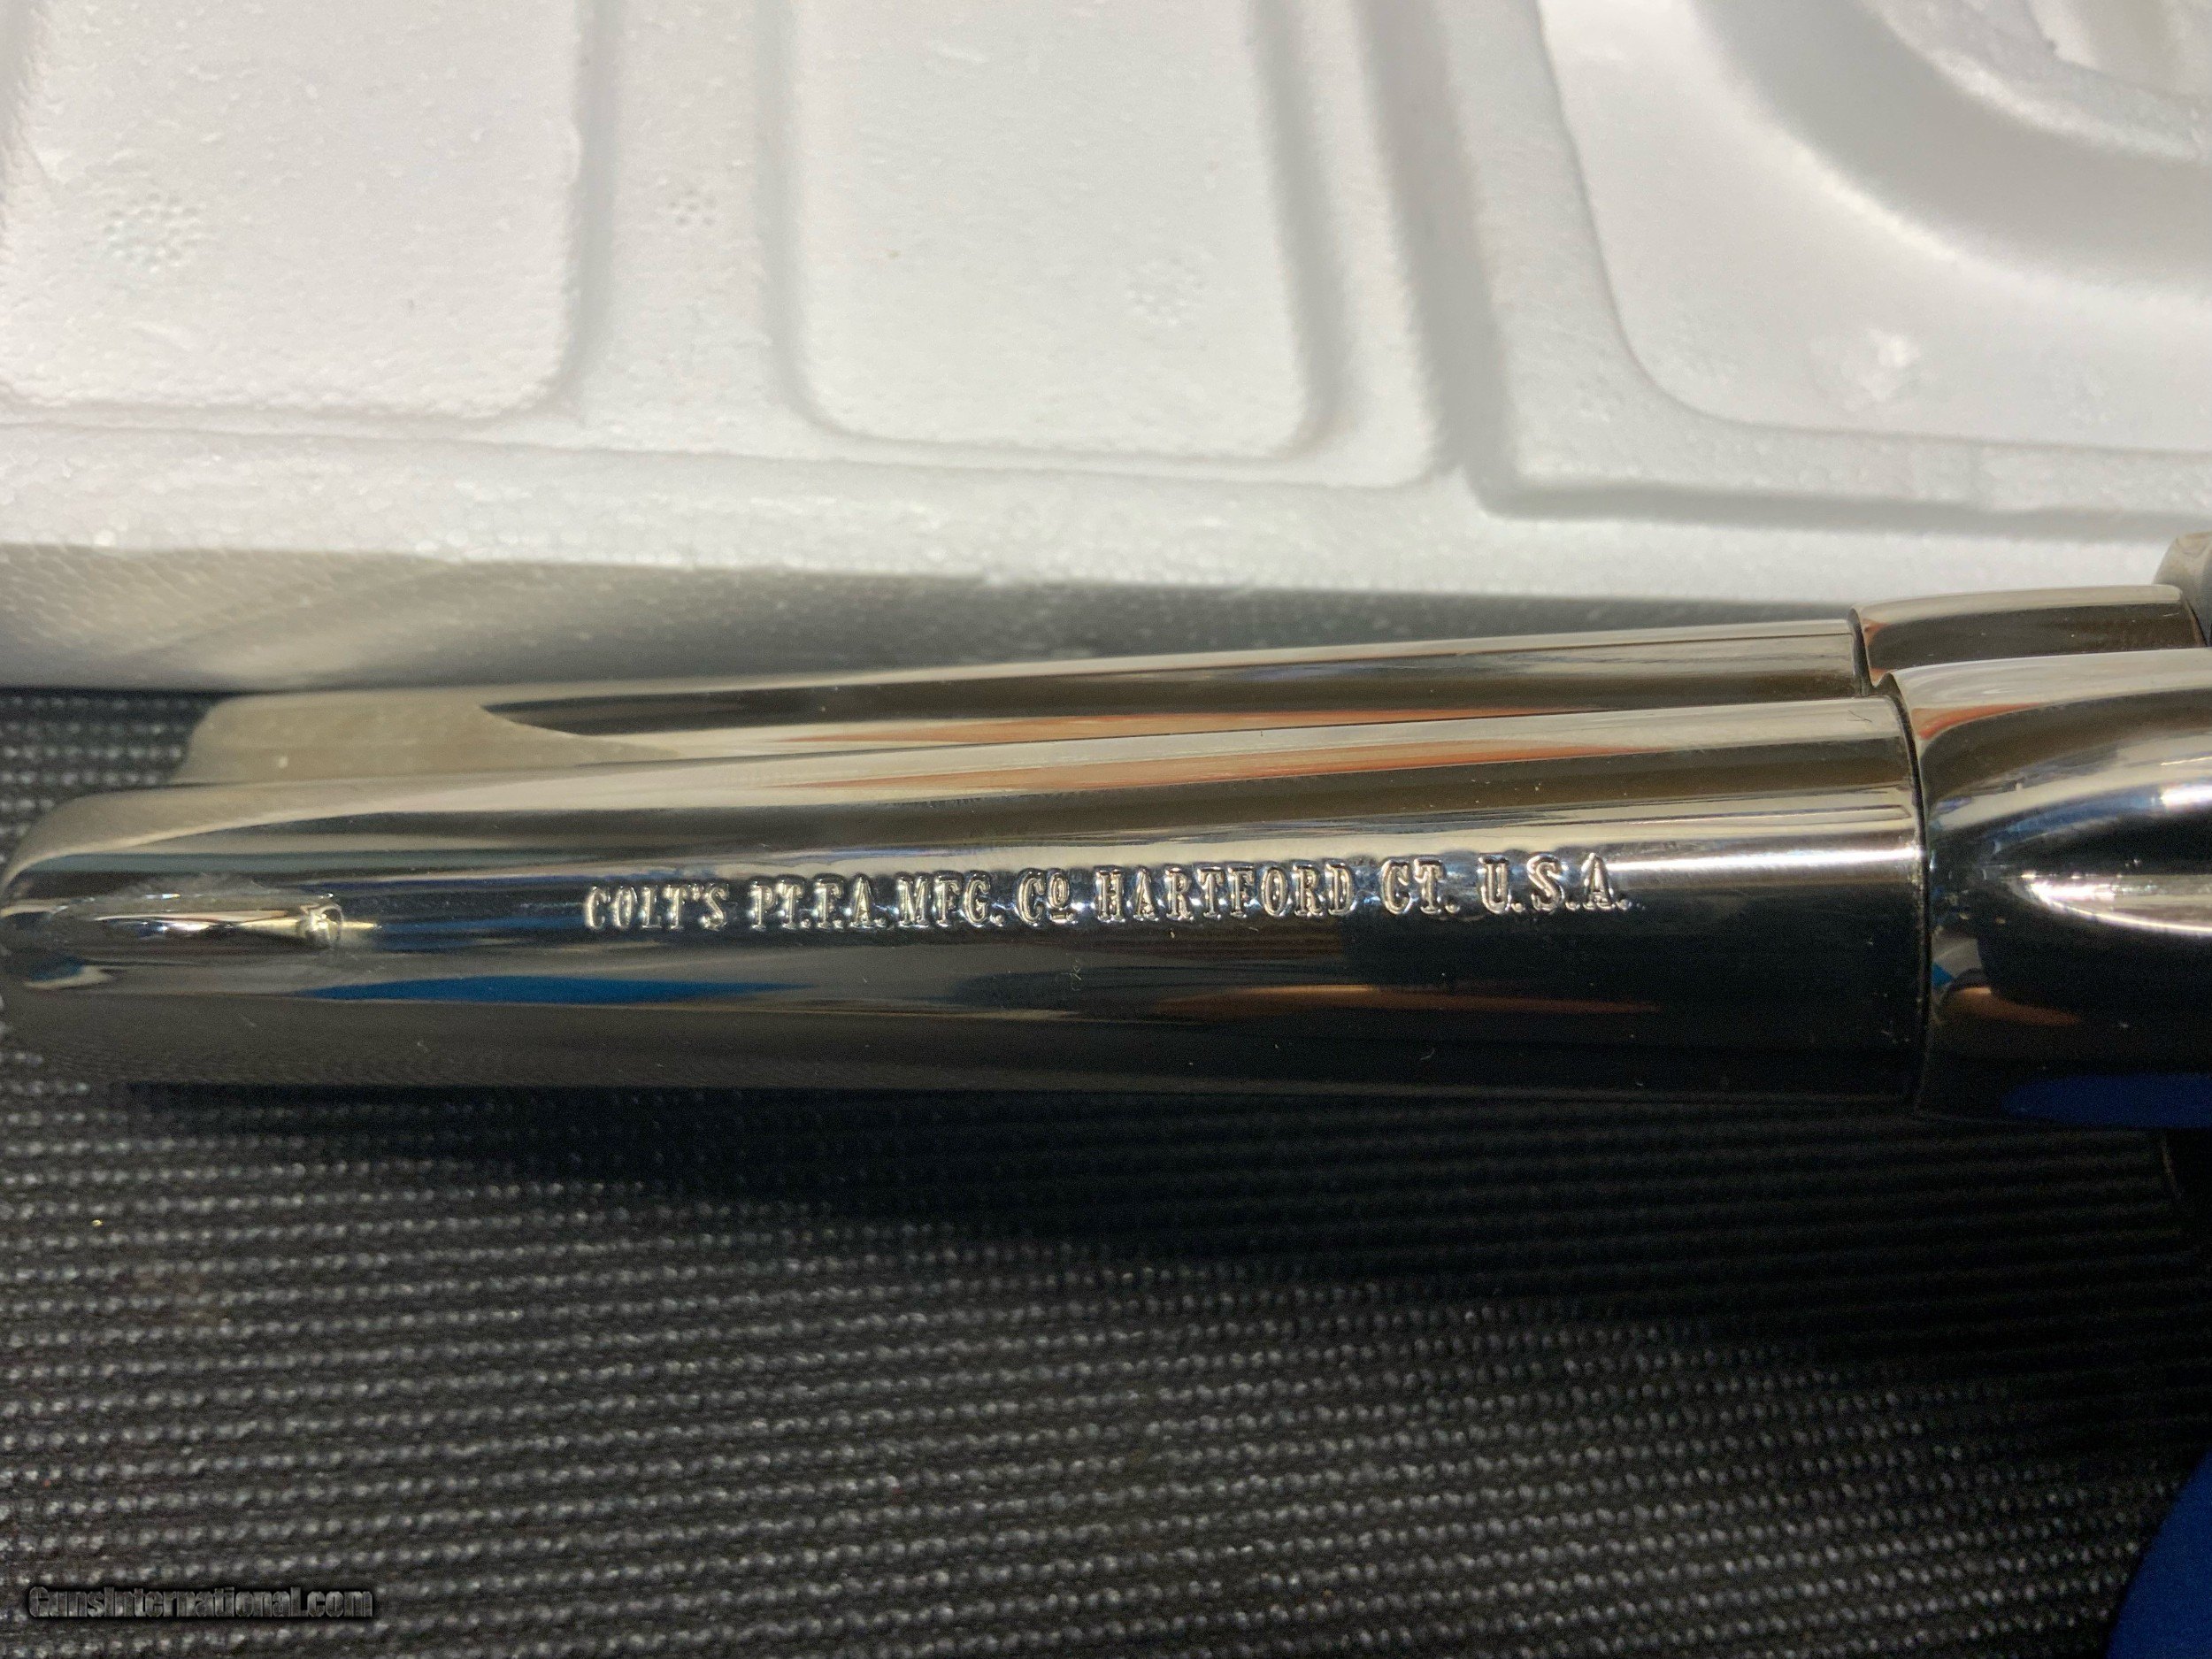 COLT'S PT.F.A.MFG. Cº HARTFORD CT. U.S.A.
GunsInternational.com